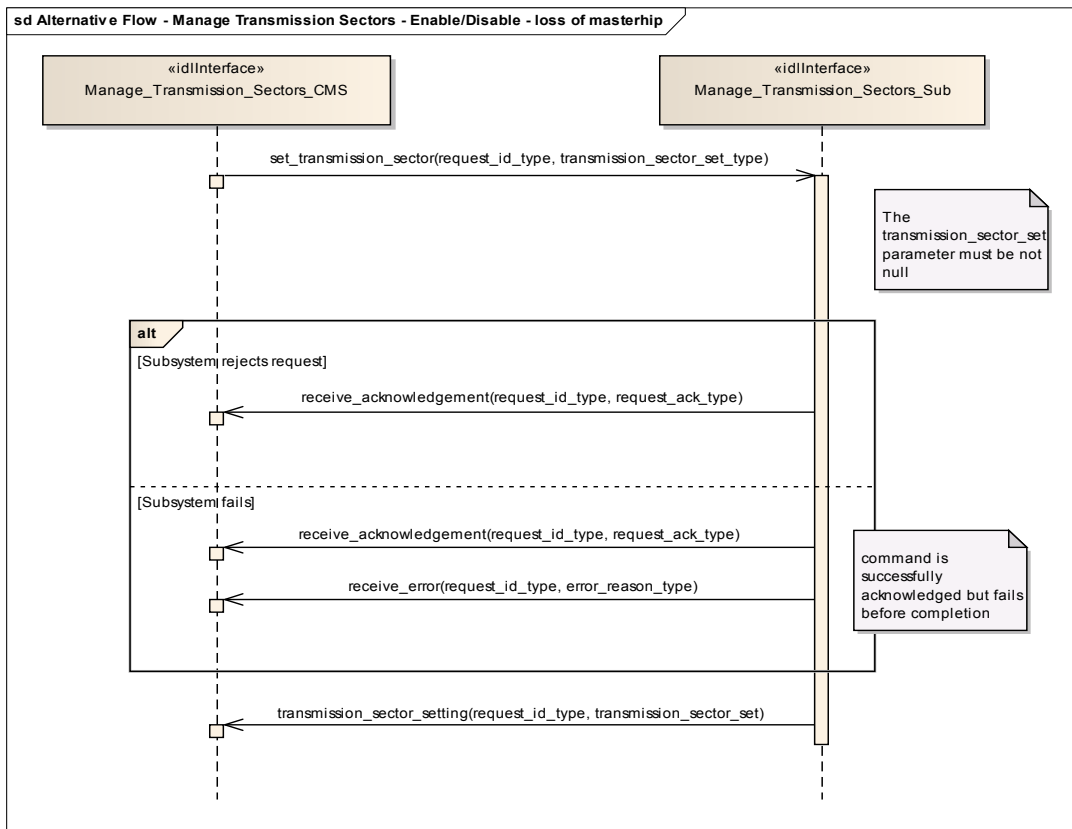 sd Alternative Flow - Manage Transmission Sectors - Enable/Disable - loss of masterhip
«idlInterface»
Manage_Transmission_Sectors_CMS
«idlInterface»
Manage_Transmission_Sectors_Sub
set_transmission_sector(request_id_type, transmission_sector_set_type)
The
transmission_sector_set
parameter must be not
null
alt
[Subsystem rejects request]
receive_acknowledgement(request_id_type, request_ack_type)
[Subsystem fails]
receive_acknowledgement(request_id_type, request_ack_type)
command is
successfully
acknowledged but fails
before completion
receive_error(request_id_type, error_reason_type)
transmission_sector_setting(request_id_type, transmission_sector_set)